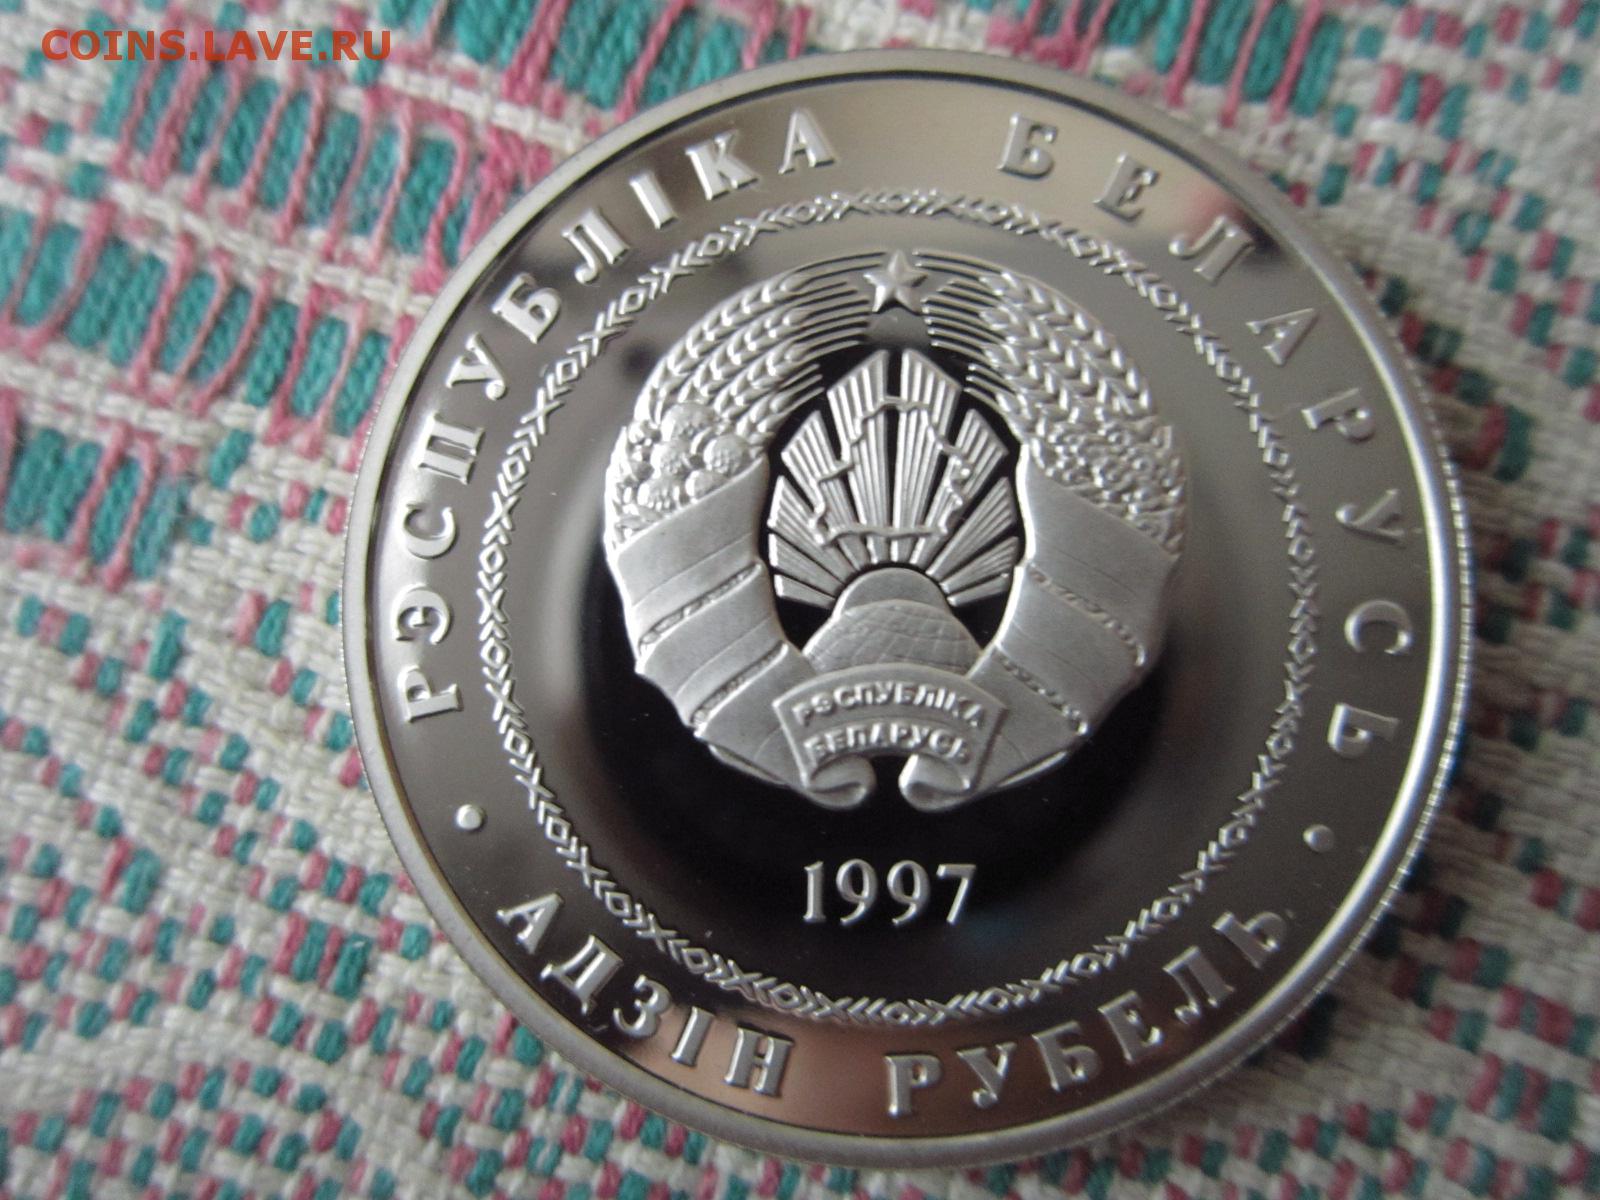 COINS.LAVE.RU
РЭСПУБЛІКА БЕЛАРУСЬ
РЭСПУБЛІКА
БЕЛАРУСЬ
1997
· АДЗІН РУБЕЛЬ ·